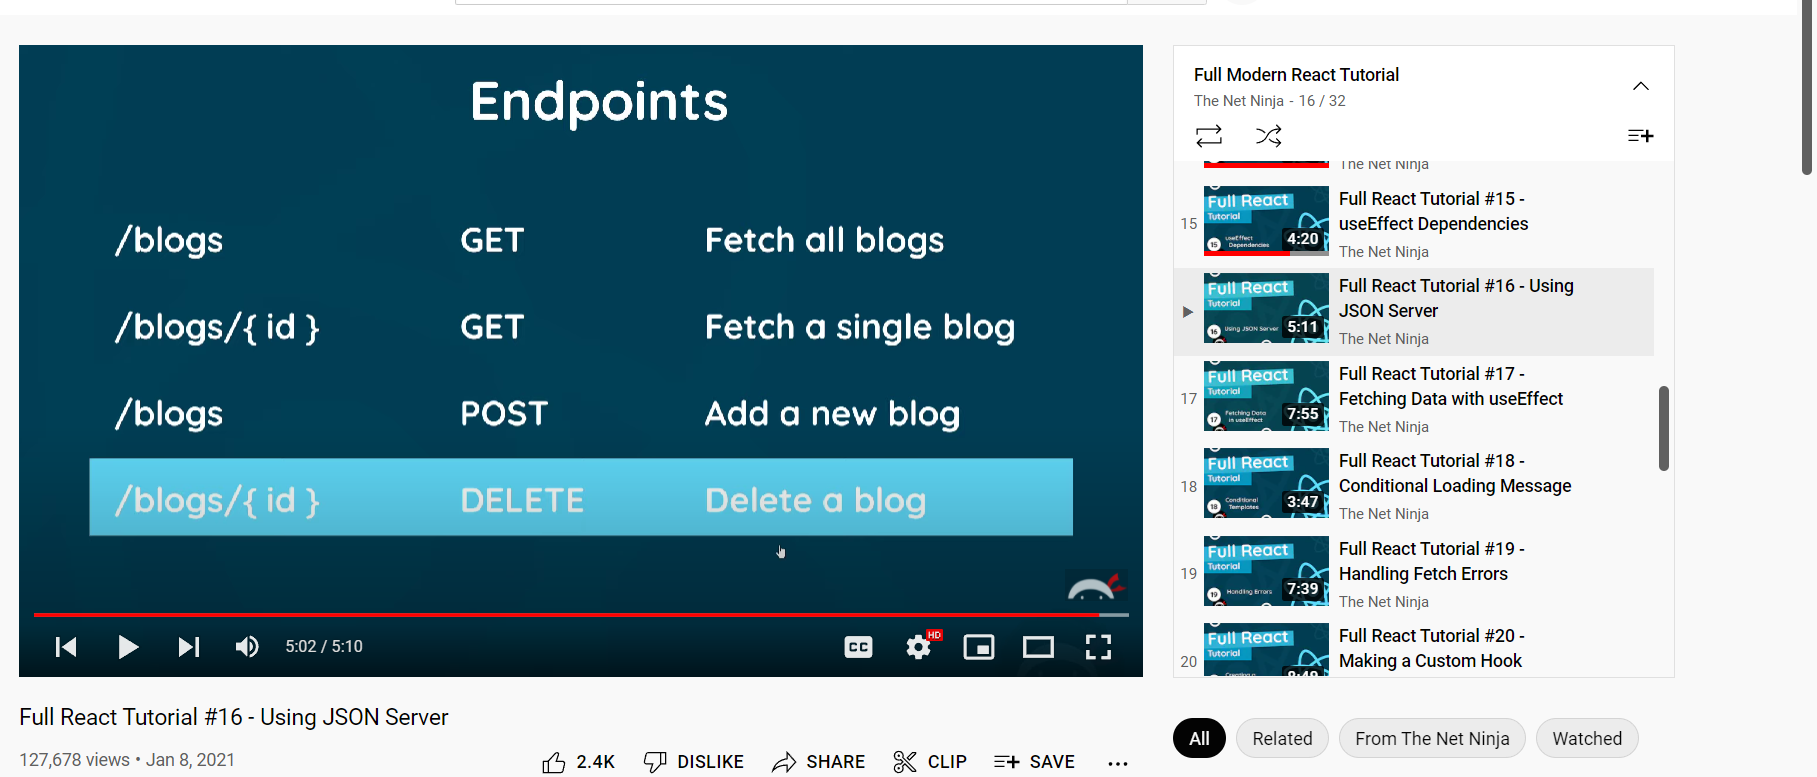 Endpoints
/blogs GET Fetch all blogs
/blogs/{ id } GET Fetch a single blog
/blogs POST Add a new blog
/blogs/{ id } DELETE Delete a blog
CC
HD
5:02 / 5:10
Full React Tutorial #16 - Using JSON Server
127,678 views • Jan 8, 2021
2.4K
DISLIKE
SHARE
CLIP
SAVE
Full Modern React Tutorial
The Net Ninja - 16 / 32
The Net Ninja
15
Full React
Tutorial
15
useEffect
Dependencies
4:20
Full React Tutorial #15 -
useEffect Dependencies
The Net Ninja
Full React
Tutorial
16
Using JSON Server
5:11
Full React Tutorial #16 - Using
JSON Server
The Net Ninja
17
Full React
Tutorial
17
Fetching Data
in useEffect
7:55
Full React Tutorial #17 -
Fetching Data with useEffect
The Net Ninja
18
Full React
Tutorial
18
Conditional
Templates
3:47
Full React Tutorial #18 -
Conditional Loading Message
The Net Ninja
19
Full React
Tutorial
19
Handling Errors
7:39
Full React Tutorial #19 -
Handling Fetch Errors
The Net Ninja
20
Full React
Tutorial
Full React Tutorial #20 -
Making a Custom Hook
All
Related
From The Net Ninja
Watched